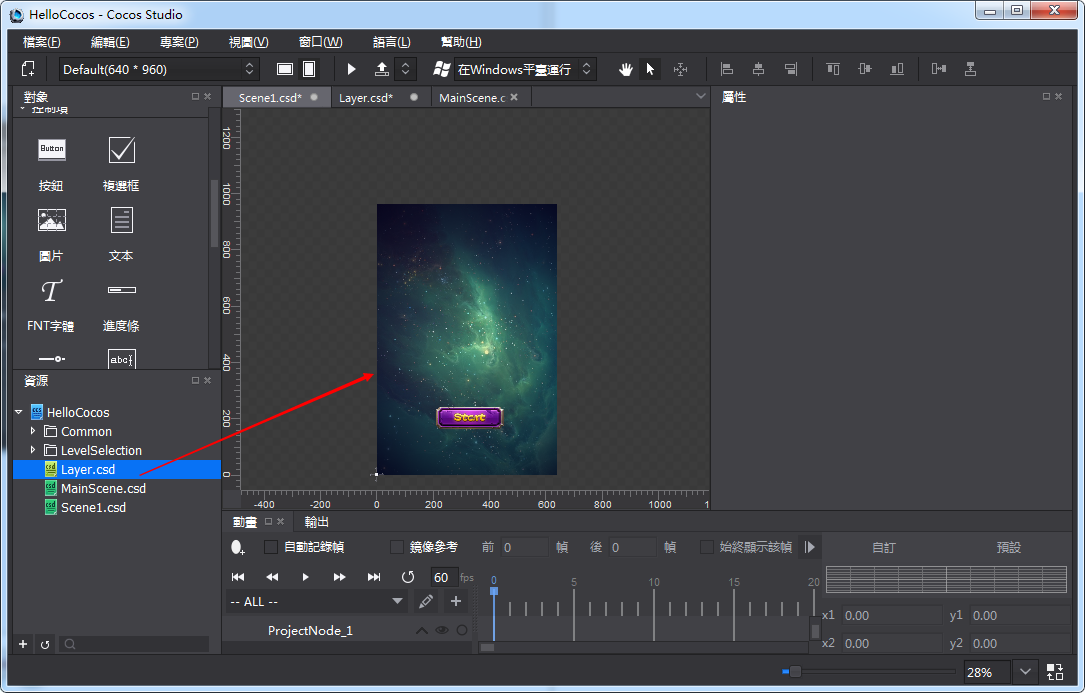 HelloCocos - Cocos Studio
檔案(F) 編輯(E) 專案(P) 視圖(V) 窗口(W) 語言(L) 幫助(H)
Default(640 * 960) 在Windows平臺運行
對象
控制項
Button
按鈕 複選框
圖片 文本
FNT字體 進度條
abc
資源
HelloCocos
Common
LevelSelection
Layer.csd
MainScene.csd
Scene1.csd
Scene1.csd* Layer.csd* MainScene.c
1200
1000
800
600
400
200
0
Start
-400 -200 0 200 400 600 800 1000 1
屬性
動畫 輸出
自動記錄幀 鏡像參考 前 0 幀 後 0 幀 始終顯示該幀
60 fps
-- ALL --
ProjectNode_1
0 5 10 15 20
自訂 預設
x1 0.00 y1 0.00
x2 0.00 y2 0.00
28%